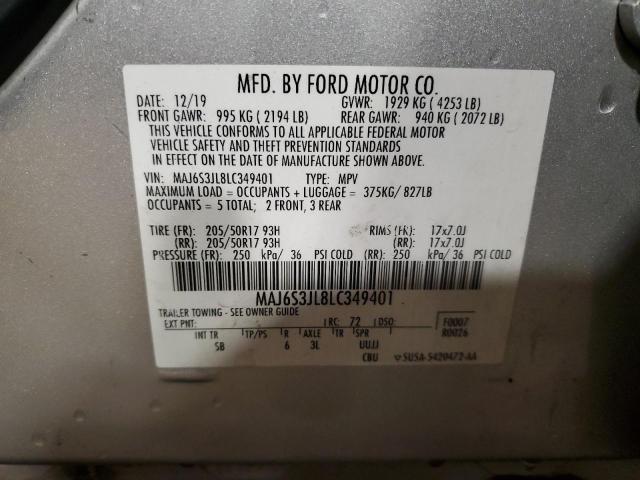 MFD. BY FORD MOTOR CO.
DATE: 12/19 GVWR: 1929 KG ( 4253 LB)
FRONT GAWR: 995 KG ( 2194 LB) REAR GAWR: 940 KG ( 2072 LB)
THIS VEHICLE CONFORMS TO ALL APPLICABLE FEDERAL MOTOR
VEHICLE SAFETY AND THEFT PREVENTION STANDARDS
IN EFFECT ON THE DATE OF MANUFACTURE SHOWN ABOVE.
VIN: MAJ6S3JL8LC349401 TYPE: MPV
MAXIMUM LOAD = OCCUPANTS + LUGGAGE = 375KG/ 827LB
OCCUPANTS = 5 TOTAL; 2 FRONT, 3 REAR
TIRE (FR): 205/50R17 93H RIMS (FR): 17x7.0J
(RR): 205/50R17 93H (RR): 17x7.0J
PRESSURE (FR): 250 kPa/ 36 PSI COLD (RR): 250 kPa/ 36 PSI COLD
MAJ6S3JL8LC349401
TRAILER TOWING - SEE OWNER GUIDE
EXT PNT: RC: 72 DSO: F0007
INT TR TP/PS R AXLE TR SPR R0026
5B 6 3L UUJJ
CBU 5U5A-5420472-AA